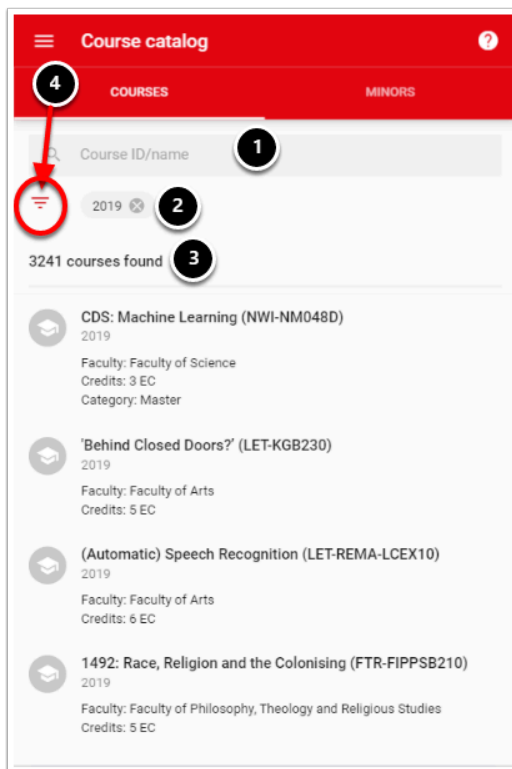 Course catalog ?
4
COURSES MINORS
Course ID/name 1
2019 2
3241 courses found 3
CDS: Machine Learning (NWI-NM048D)
2019
Faculty: Faculty of Science
Credits: 3 EC
Category: Master
'Behind Closed Doors?' (LET-KGB230)
2019
Faculty: Faculty of Arts
Credits: 5 EC
(Automatic) Speech Recognition (LET-REMA-LCEX10)
2019
Faculty: Faculty of Arts
Credits: 6 EC
1492: Race, Religion and the Colonising (FTR-FIPPSB210)
2019
Faculty: Faculty of Philosophy, Theology and Religious Studies
Credits: 5 EC